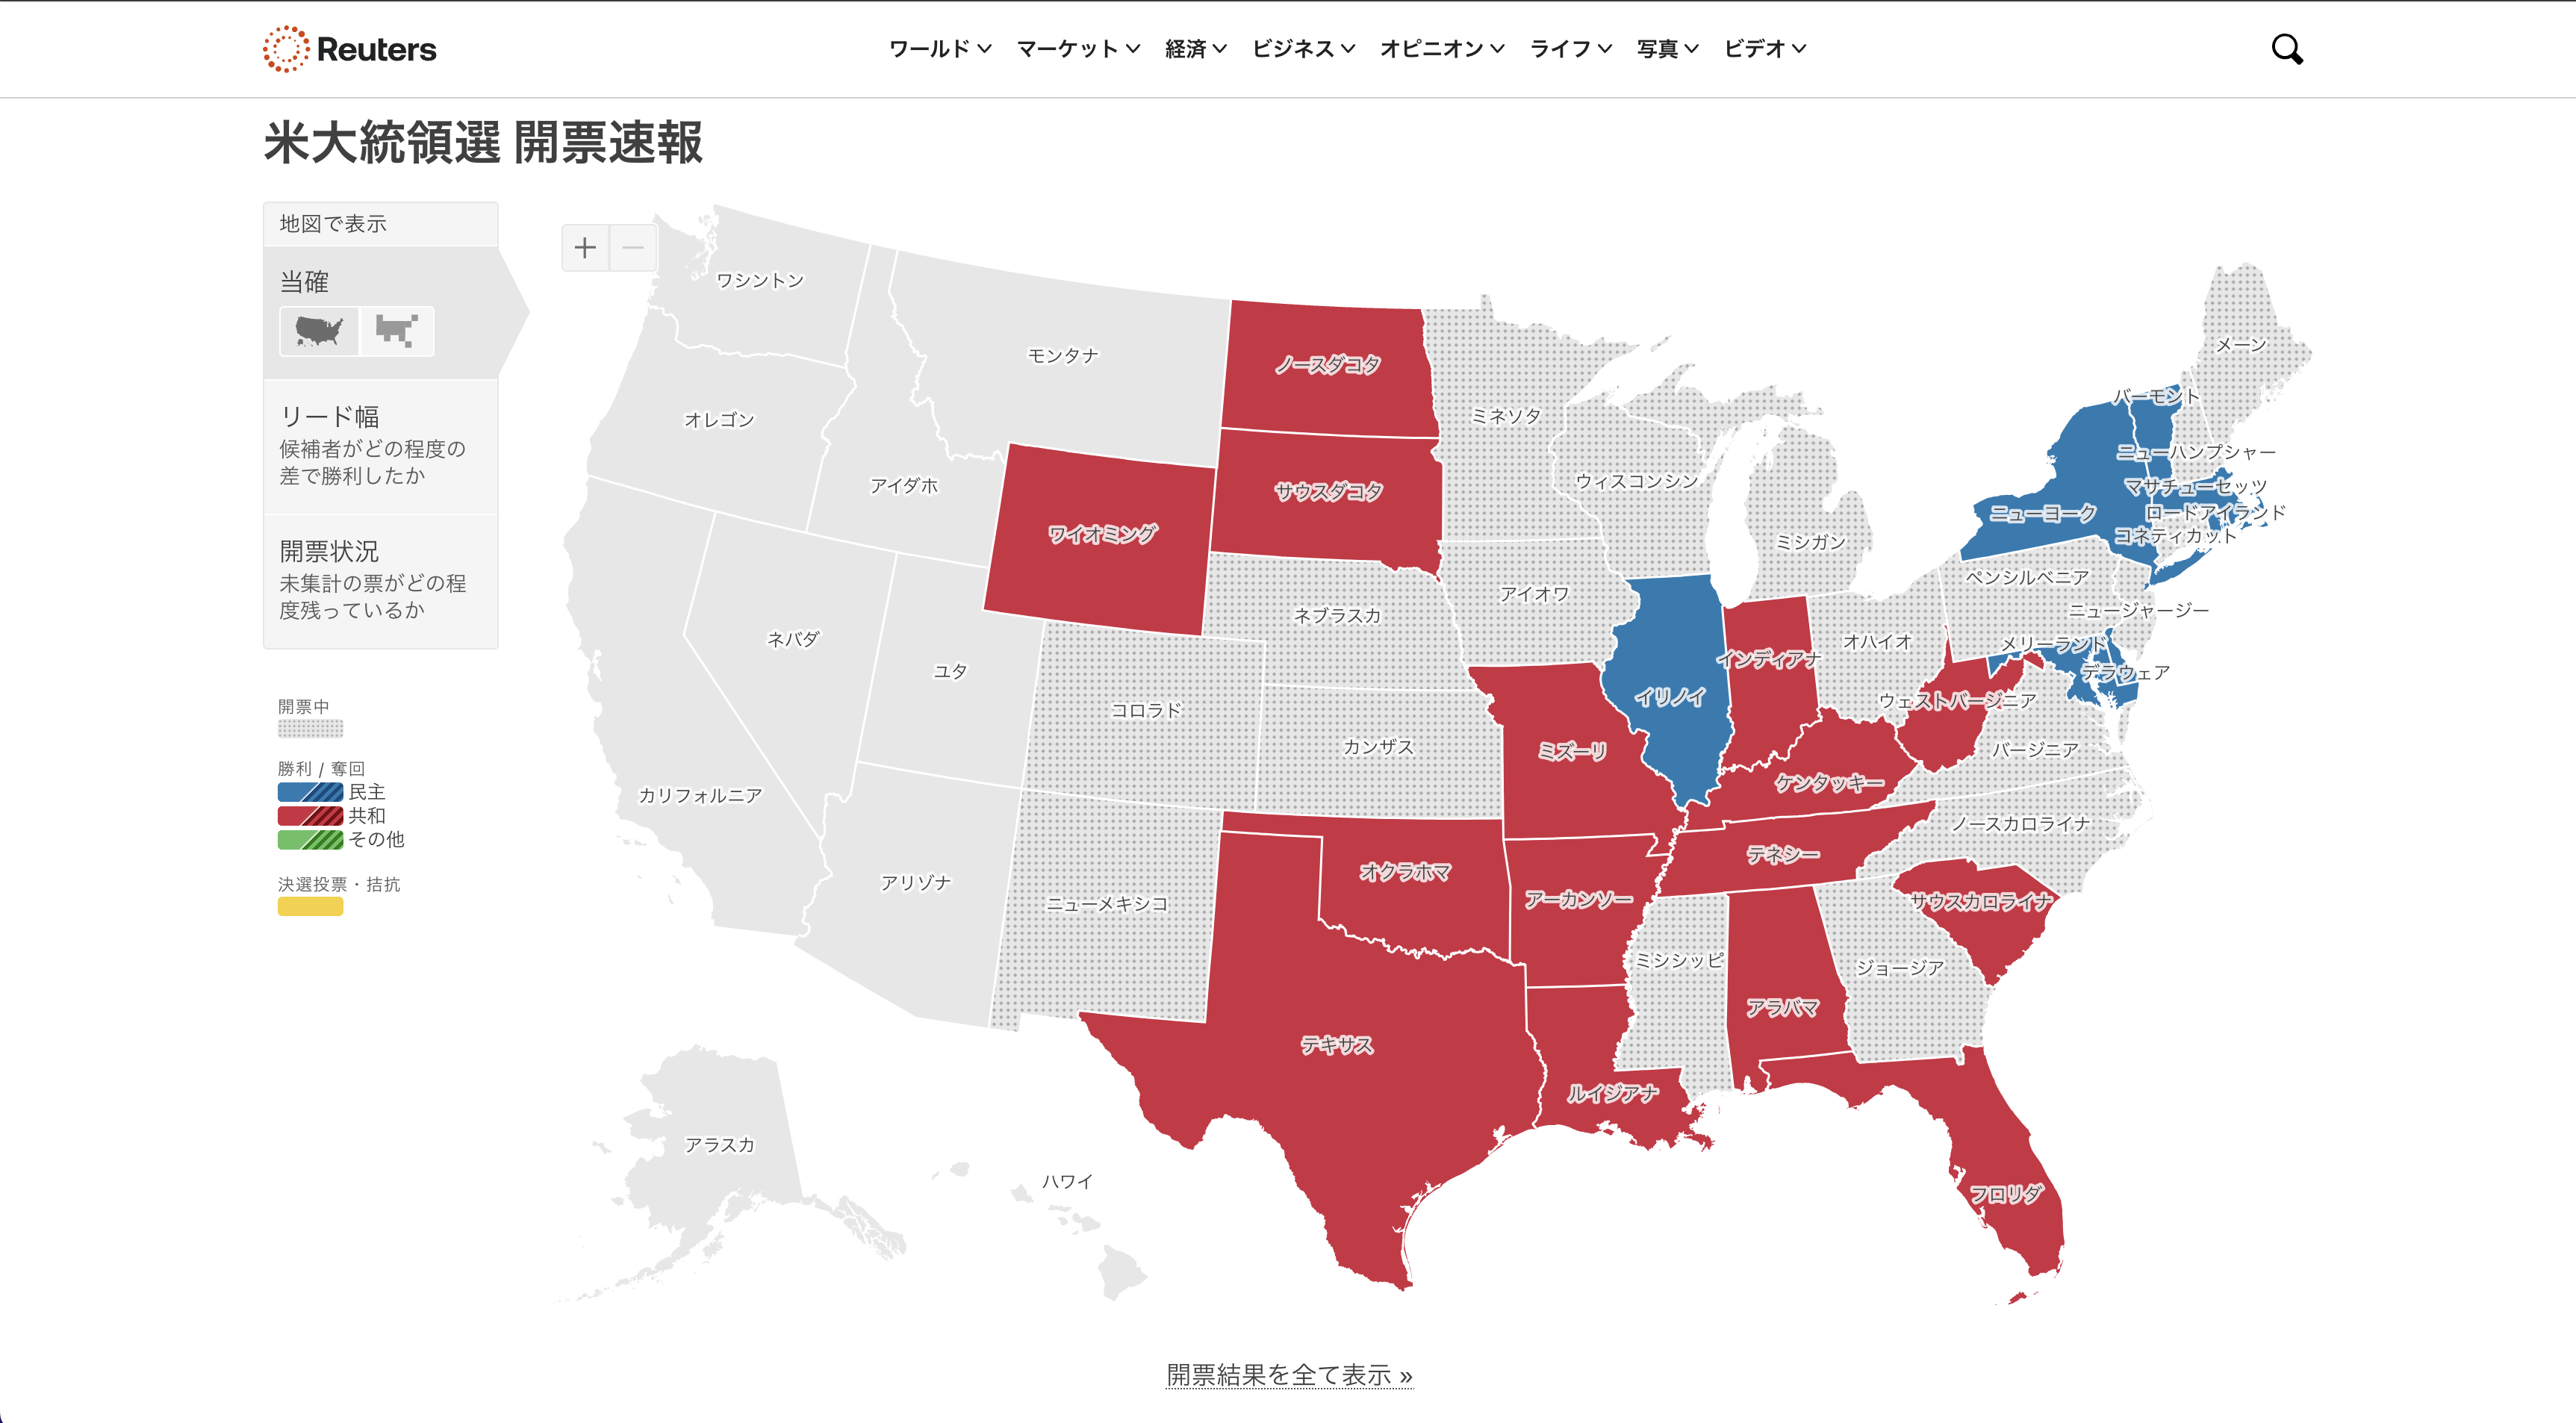 Reuters
ワールド マーケット 経済 ビジネス オピニオン ライフ 写真 ビデオ
米大統領選 開票速報
地図で表示
当確
リード幅
候補者がどの程度の
差で勝利したか
開票状況
未集計の票がどの程
度残っているか
開票中
勝利 / 奪回
民主
共和
その他
決選投票・拮抗
+ −
ワシントン
モンタナ
ノースダコタ
ミネソタ
メーン
バーモント
オレゴン
アイダホ
ワイオミング
サウスダコタ
ウィスコンシン
ミシガン
ニューハンプシャー
マサチューセッツ
ニューヨーク
ロードアイランド
コネティカット
ペンシルベニア
ニュージャージー
アイオワ
ネブラスカ
ネバダ
ユタ
コロラド
カンザス
ミズーリ
イリノイ
インディアナ
オハイオ
メリーランド
デラウェア
ウェストバージニア
バージニア
ケンタッキー
カリフォルニア
アリゾナ
ニューメキシコ
オクラホマ
アーカンソー
テネシー
ノースカロライナ
サウスカロライナ
ミシシッピ
アラバマ
ジョージア
テキサス
ルイジアナ
フロリダ
アラスカ
ハワイ
開票結果を全て表示 »